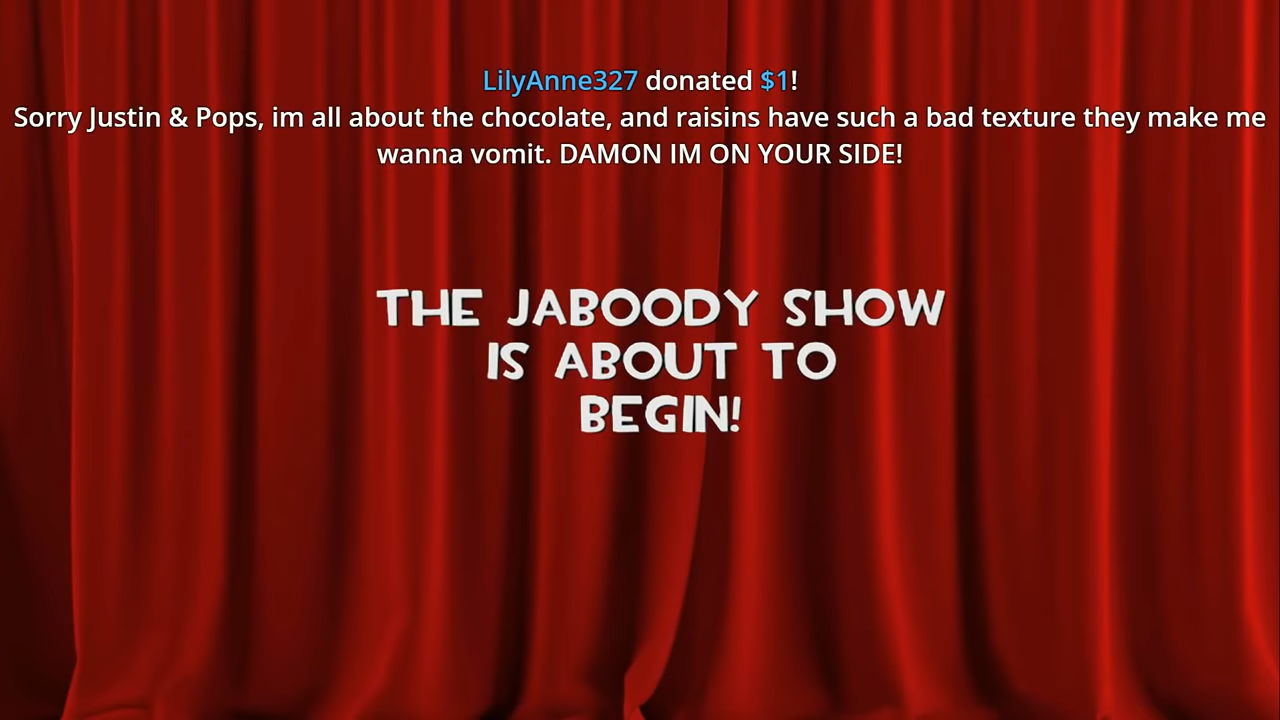 LilyAnne327 donated $1!
Sorry Justin & Pops, im all about the chocolate, and raisins have such a bad texture they make me
wanna vomit. DAMON IM ON YOUR SIDE!
THE JABOODY SHOW
IS ABOUT TO
BEGIN!